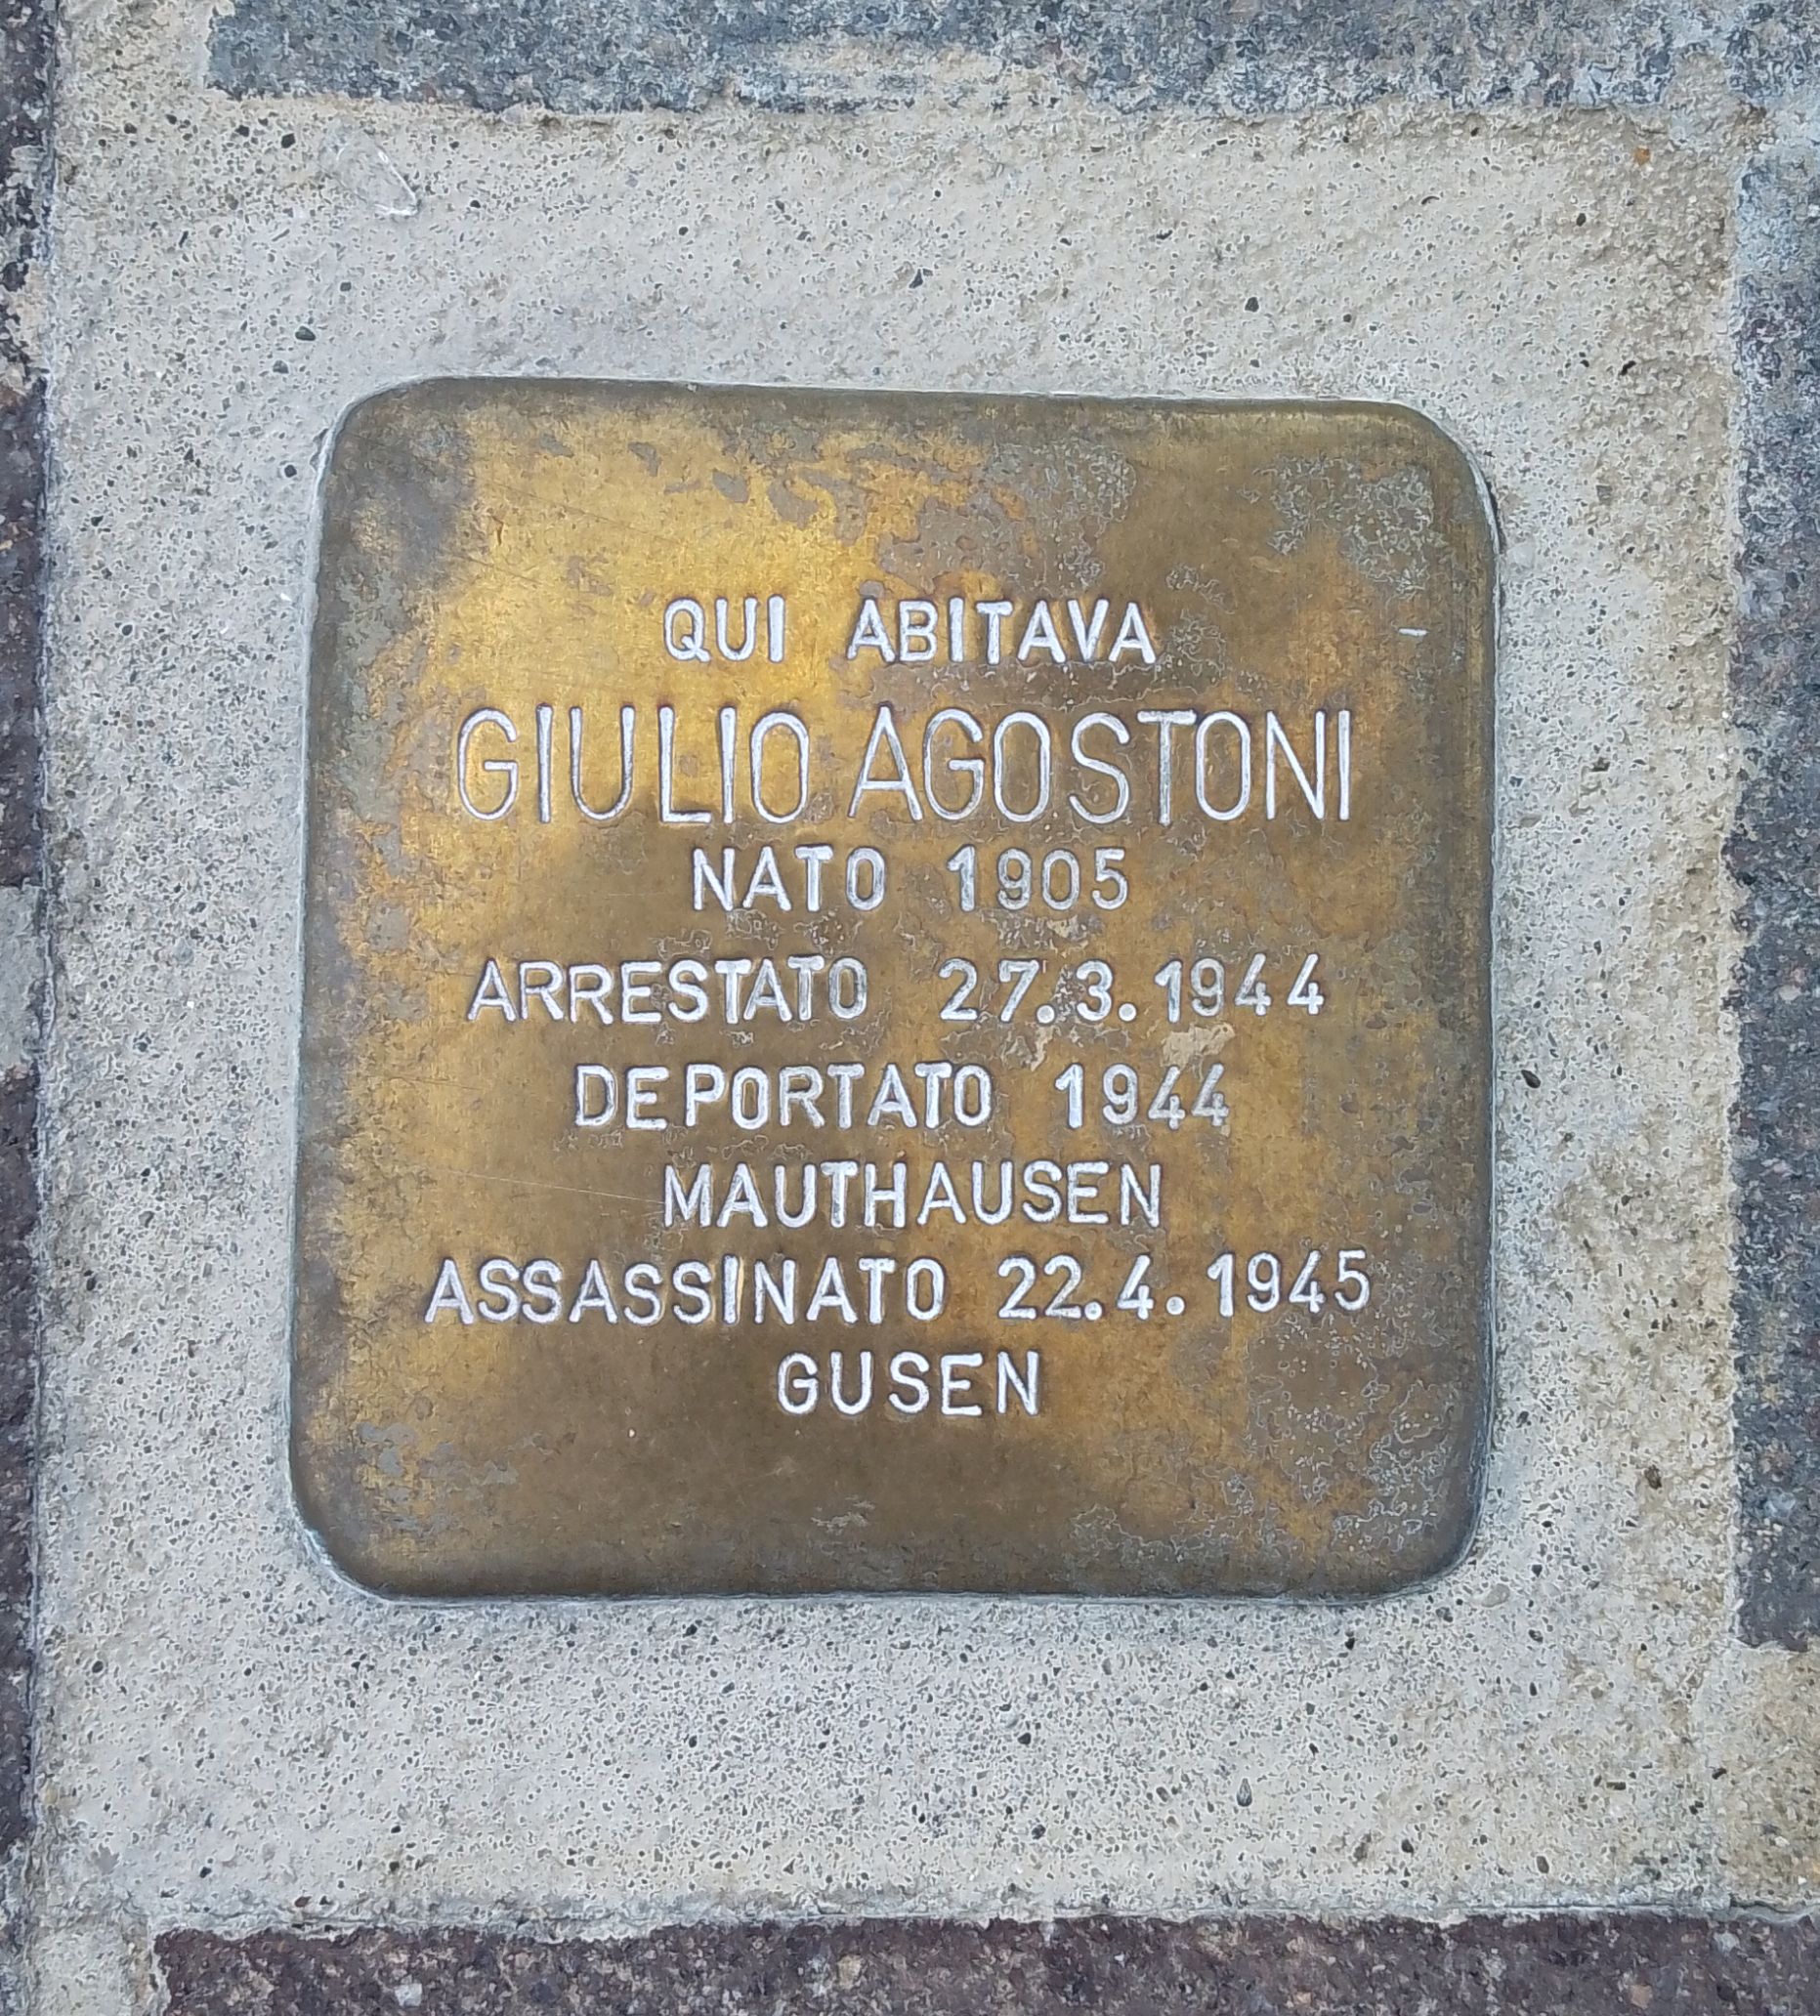 QUI ABITAVA
GIULIO AGOSTONI
NATO 1905
ARRESTATO 27.3.1944
DEPORTATO 1944
MAUTHAUSEN
ASSASSINATO 22.4.1945
GUSEN